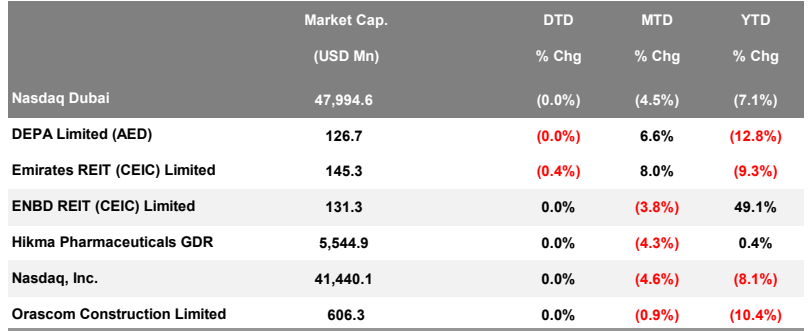 Market Cap. DTD MTD YTD
(USD Mn) % Chg % Chg % Chg
Nasdaq Dubai 47,994.6 (0.0%) (4.5%) (7.1%)
DEPA Limited (AED) 126.7 (0.0%) 6.6% (12.8%)
Emirates REIT (CEIC) Limited 145.3 (0.4%) 8.0% (9.3%)
ENBD REIT (CEIC) Limited 131.3 0.0% (3.8%) 49.1%
Hikma Pharmaceuticals GDR 5,544.9 0.0% (4.3%) 0.4%
Nasdaq, Inc. 41,440.1 0.0% (4.6%) (8.1%)
Orascom Construction Limited 606.3 0.0% (0.9%) (10.4%)